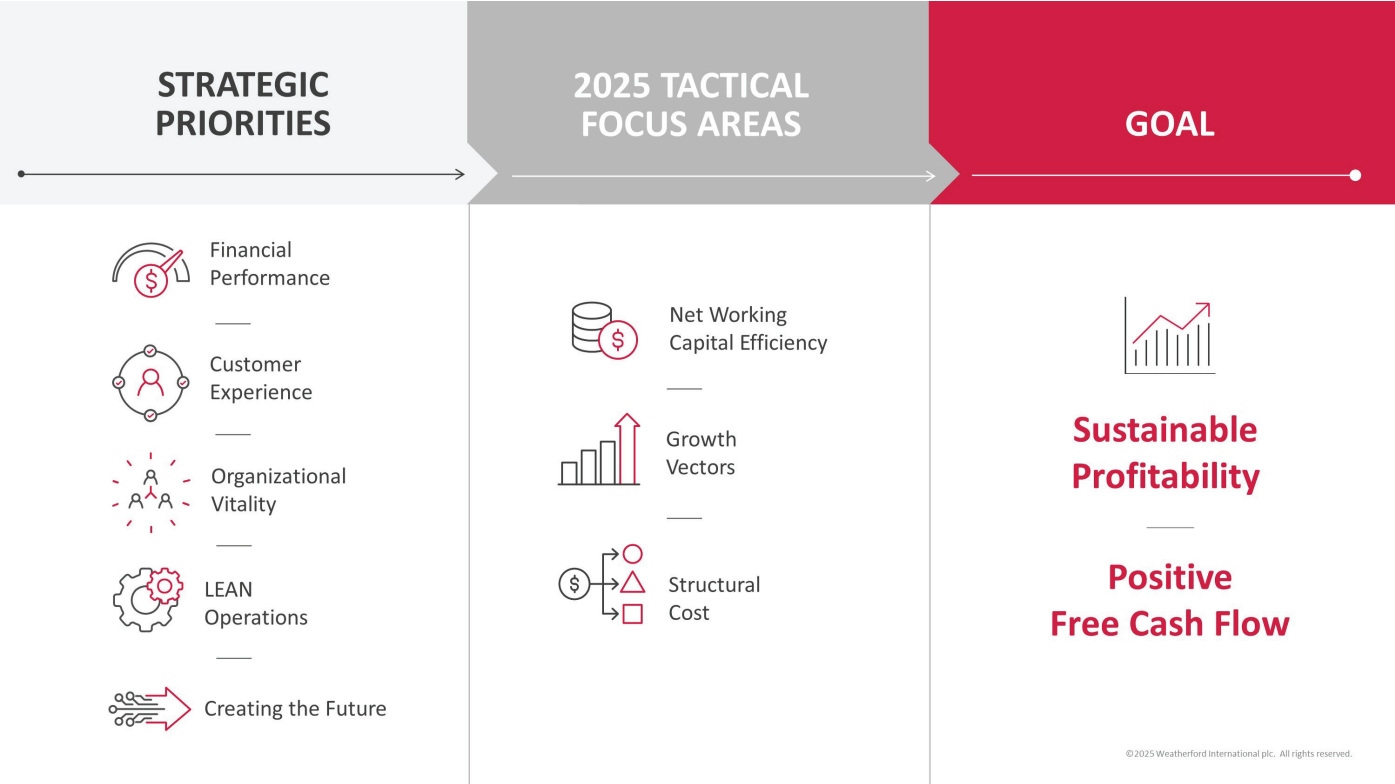 STRATEGIC
PRIORITIES
2025 TACTICAL
FOCUS AREAS
GOAL
Financial
Performance
Customer
Experience
Organizational
Vitality
LEAN
Operations
Creating the Future
$
Net Working
Capital Efficiency
$
Growth
Vectors
$
Structural
Cost
Sustainable
Profitability
Positive
Free Cash Flow
©2025 Weatherford International plc. All rights reserved.